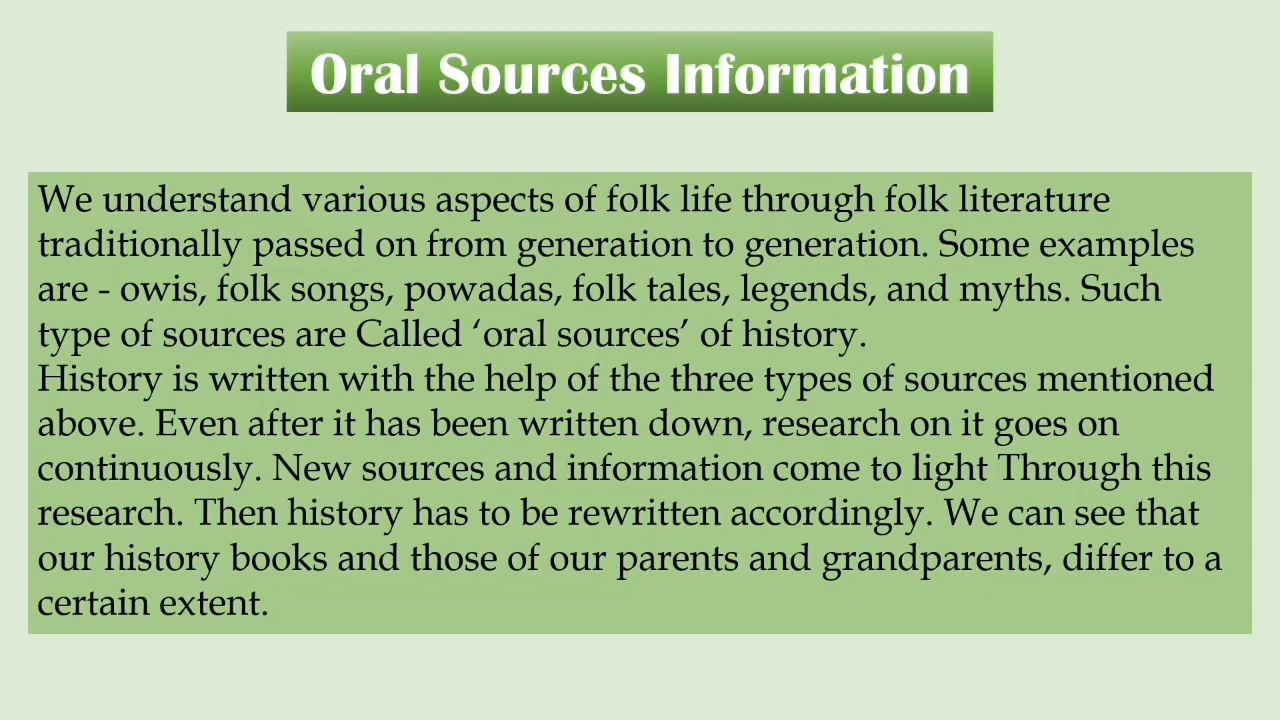 Oral Sources Information
We understand various aspects of folk life through folk literature
traditionally passed on from generation to generation. Some examples
are - owis, folk songs, powadas, folk tales, legends, and myths. Such
type of sources are Called ‘oral sources’ of history.
History is written with the help of the three types of sources mentioned
above. Even after it has been written down, research on it goes on
continuously. New sources and information come to light Through this
research. Then history has to be rewritten accordingly. We can see that
our history books and those of our parents and grandparents, differ to a
certain extent.